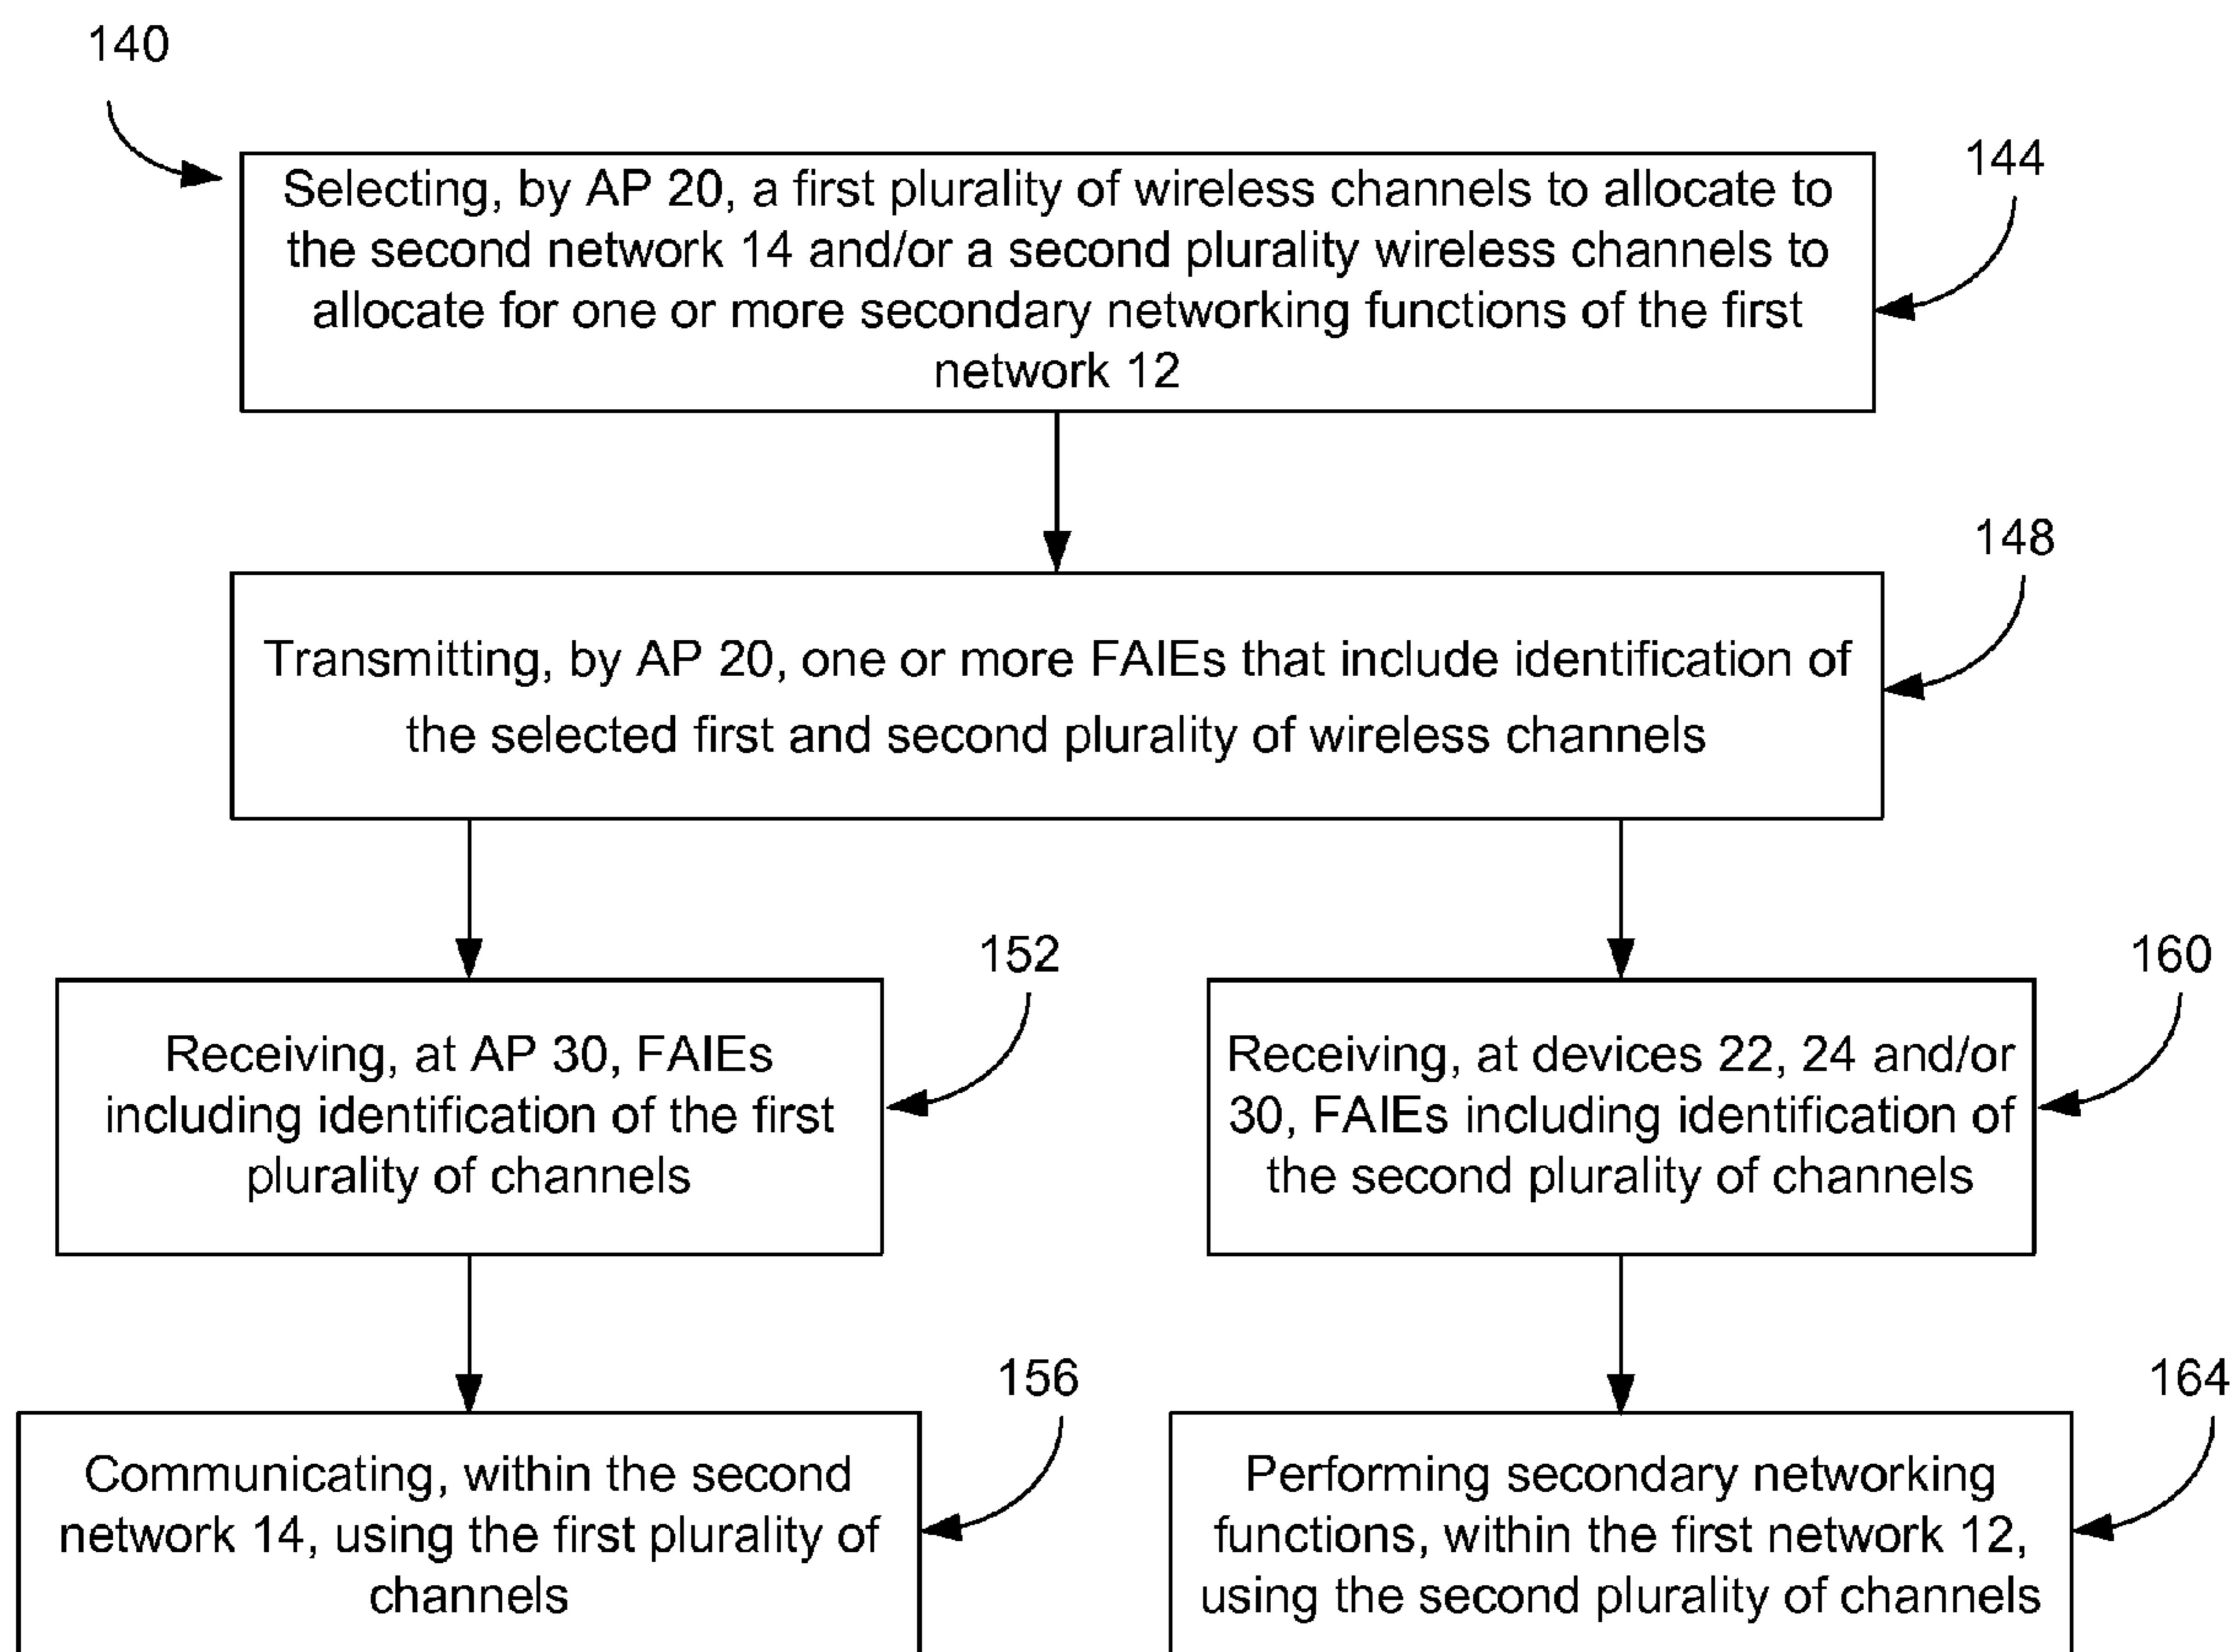 140
144
Selecting, by AP 20, a first plurality of wireless channels to allocate to
the second network 14 and/or a second plurality wireless channels to
allocate for one or more secondary networking functions of the first
network 12
148
Transmitting, by AP 20, one or more FAIEs that include identification of
the selected first and second plurality of wireless channels
152
Receiving, at AP 30, FAIEs
including identification of the first
plurality of channels
160
Receiving, at devices 22, 24 and/or
30, FAIEs including identification of
the second plurality of channels
156
Communicating, within the second
network 14, using the first plurality of
channels
164
Performing secondary networking
functions, within the first network 12,
using the second plurality of channels